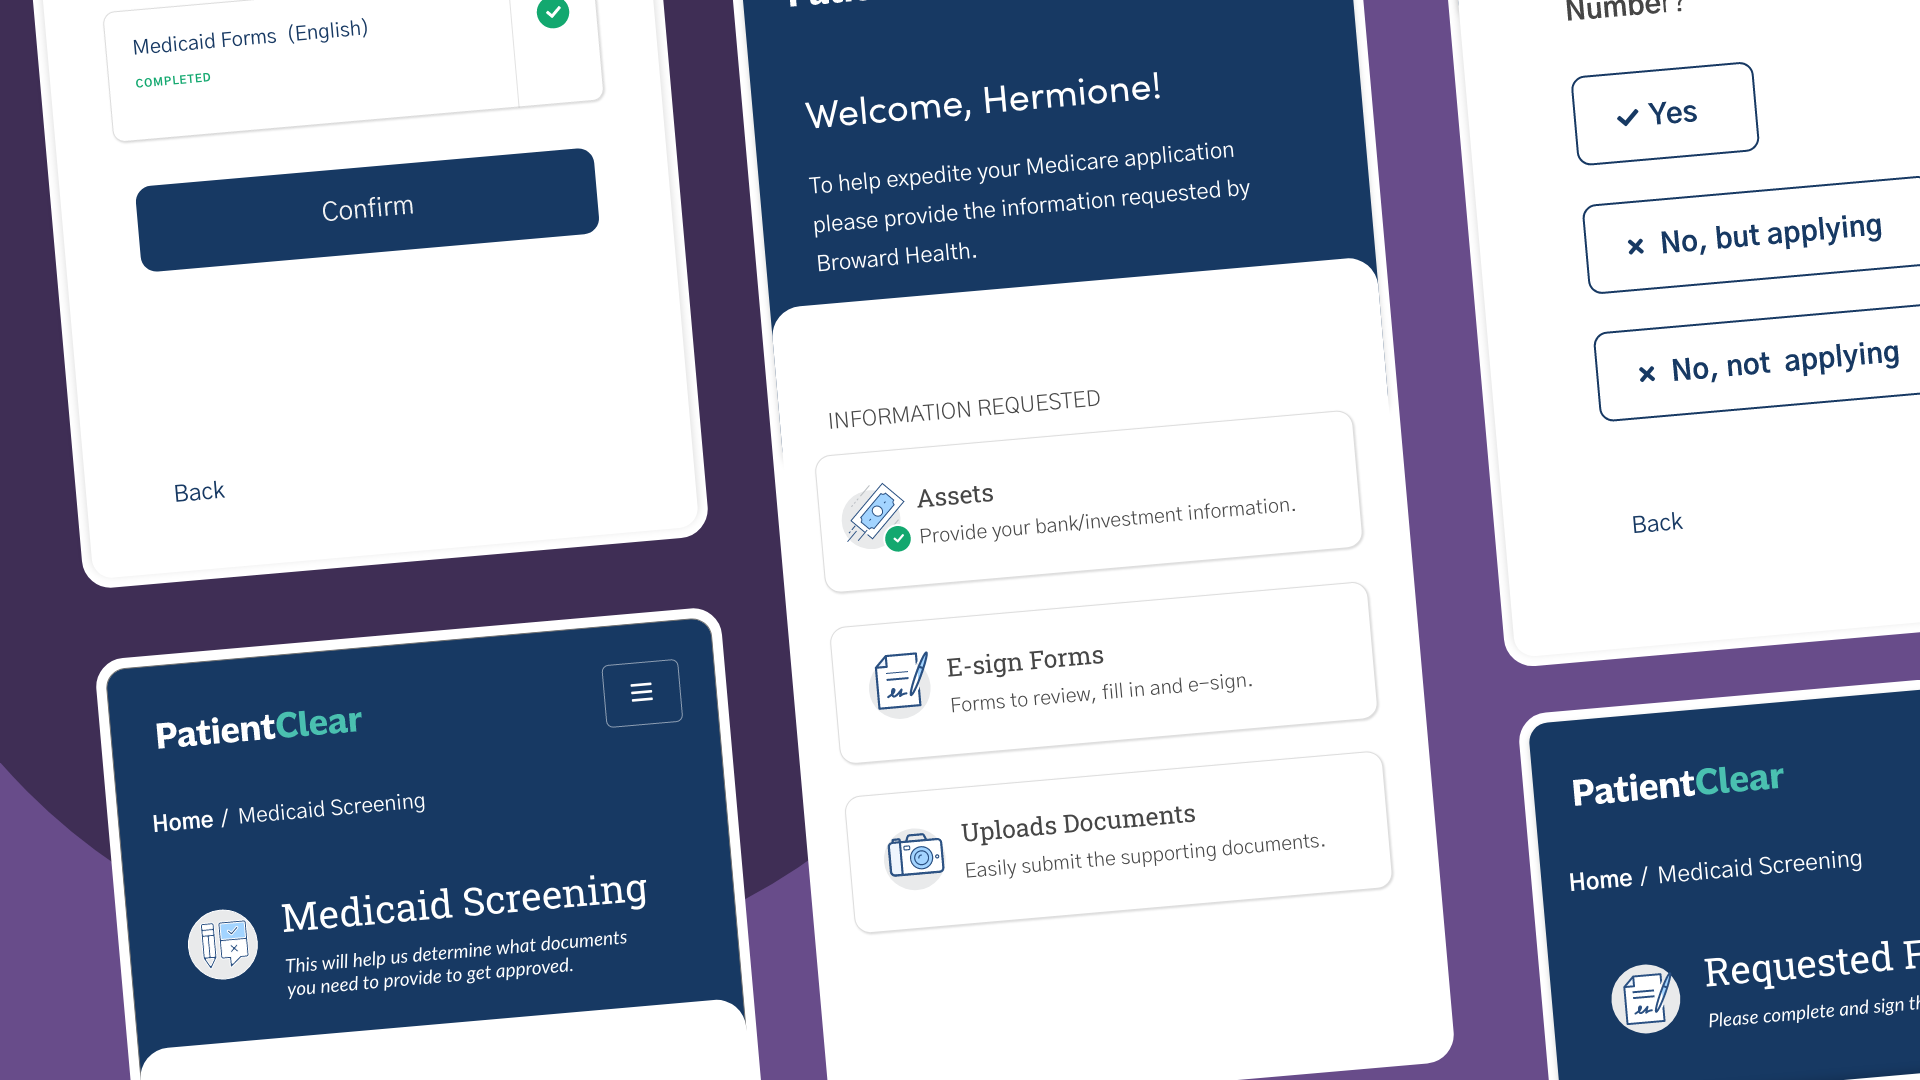 Medicaid Forms (English)
COMPLETED
Confirm
Back
PatientClear
Home / Medicaid Screening
Medicaid Screening
This will help us determine what documents
you need to provide to get approved.
Welcome, Hermione!
To help expedite your Medicare application
please provide the information requested by
Broward Health.
INFORMATION REQUESTED
Assets
Provide your bank/investment information.
E-sign Forms
Forms to review, fill in and e-sign.
Uploads Documents
Easily submit the supporting documents.
Number?
Yes
No, but applying
No, not applying
Back
PatientClear
Home / Medicaid Screening
Requested
Please complete and sign